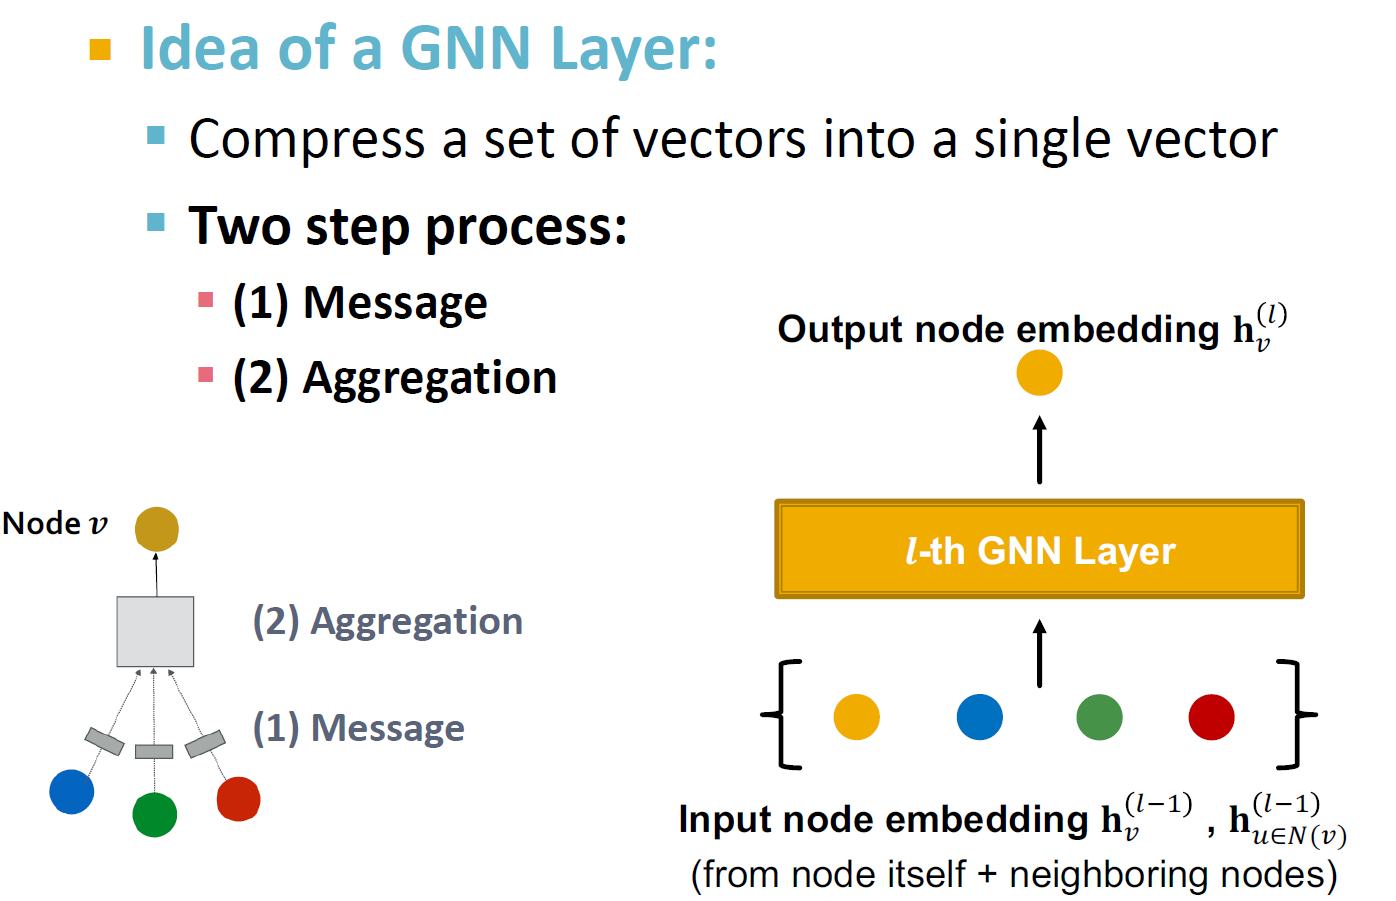 Idea of a GNN Layer:
Compress a set of vectors into a single vector
Two step process:
(1) Message
(2) Aggregation
Output node embedding h_v^(l)
Node v
l-th GNN Layer
(2) Aggregation
(1) Message
Input node embedding h_v^(l−1) , h_{u∈N(v)}^(l−1)
(from node itself + neighboring nodes)